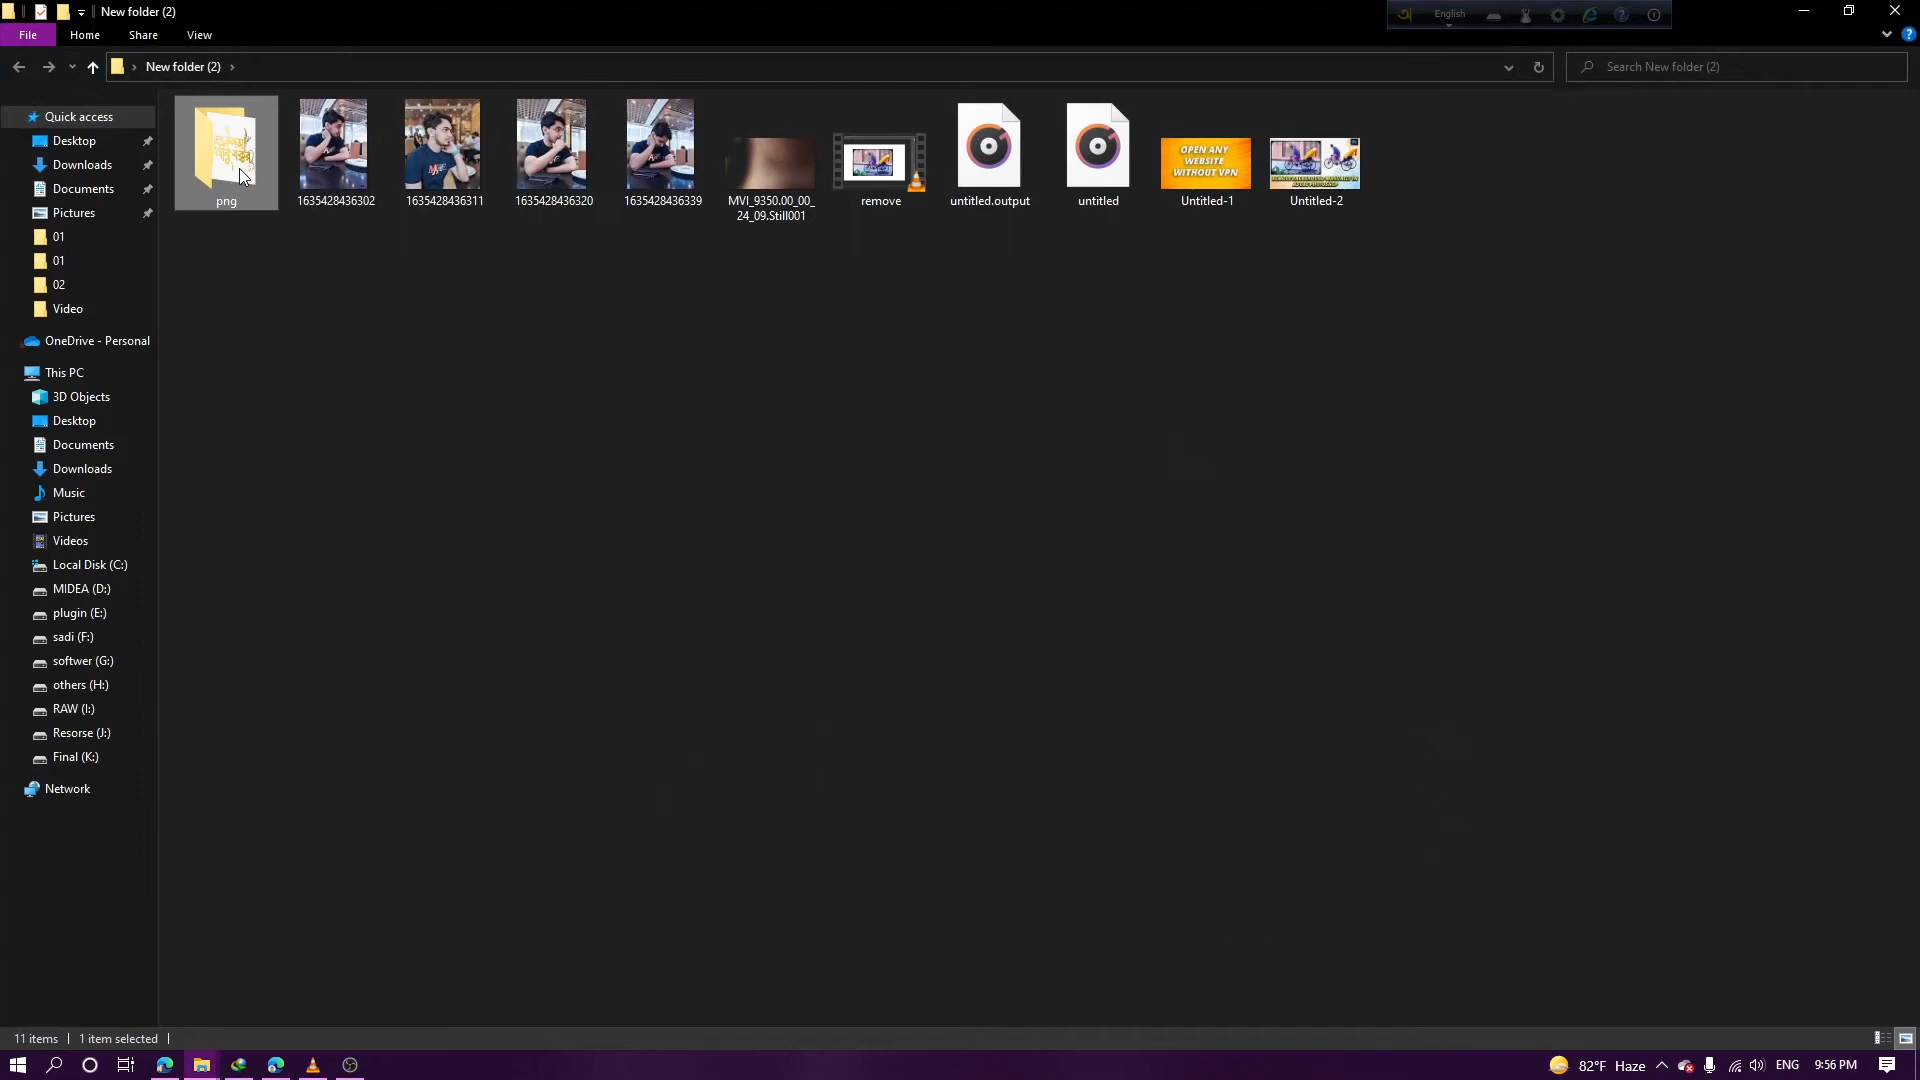 New folder (2)
English
File
Home
Share
View
New folder (2)
Search New folder (2)
Quick access
Desktop
Downloads
Documents
Pictures
01
01
02
Video
OneDrive - Personal
This PC
3D Objects
Desktop
Documents
Downloads
Music
Pictures
Videos
Local Disk (C:)
MIDEA (D:)
plugin (E:)
sadi (F:)
softwer (G:)
others (H:)
RAW (I:)
Resorse (J:)
Final (K:)
Network
png
1635428436302
1635428436311
1635428436320
1635428436339
MVI_9350.00_00_
24_09.Still001
remove
untitled.output
untitled
OPEN ANY
WEBSITE
WITHOUT VPN
Untitled-1
Untitled-2
11 items
1 item selected
82°F Haze
ENG
9:56 PM